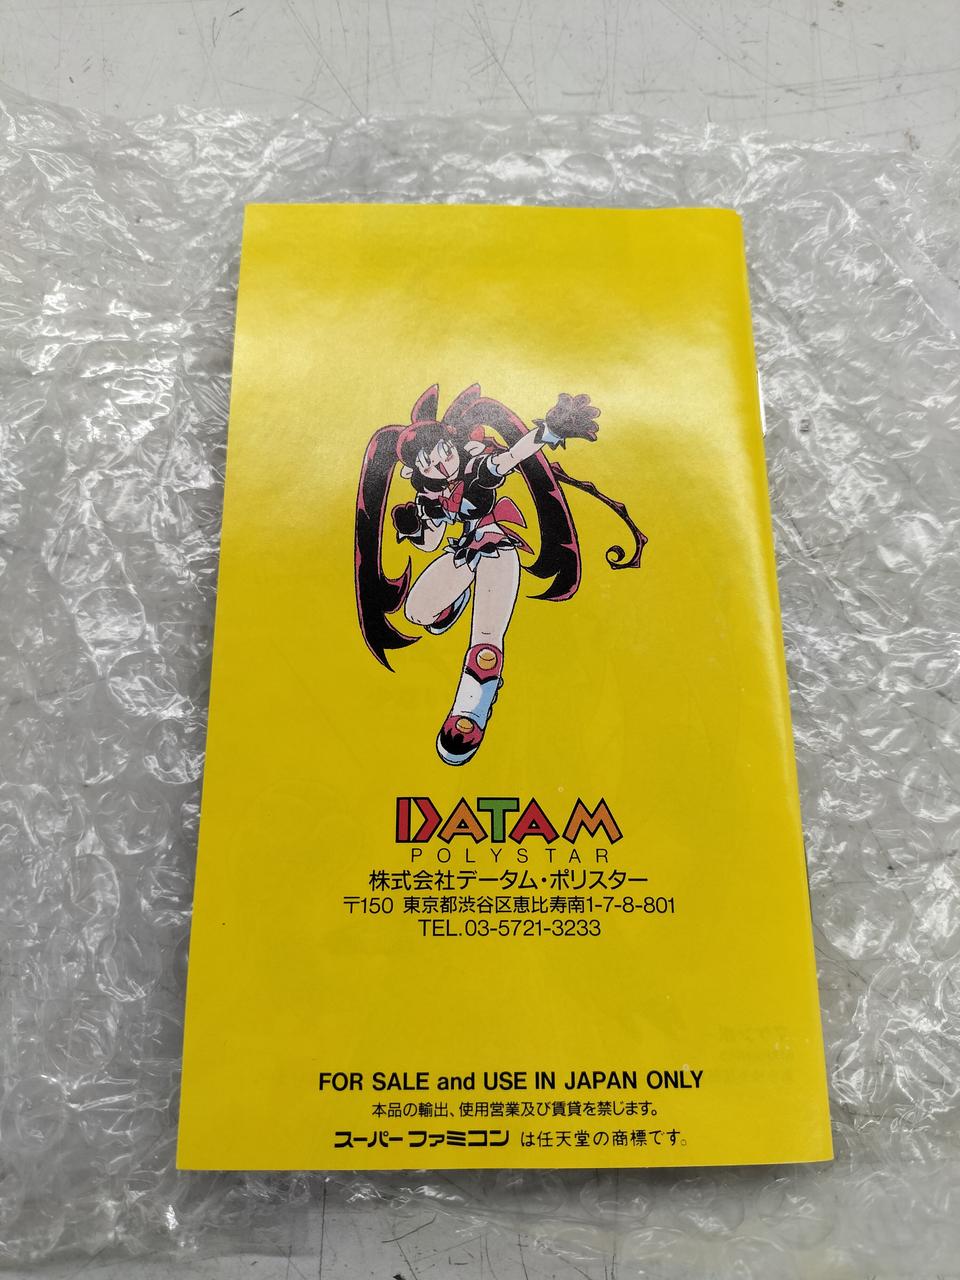 DATAM
POLYSTAR
株式会社データム・ポリスター
〒150 東京都渋谷区恵比寿南1-7-8-801
TEL.03-5721-3233
FOR SALE and USE IN JAPAN ONLY
本品の輸出、使用営業及び賃貸を禁じます。
スーパーファミコン は任天堂の商標です。